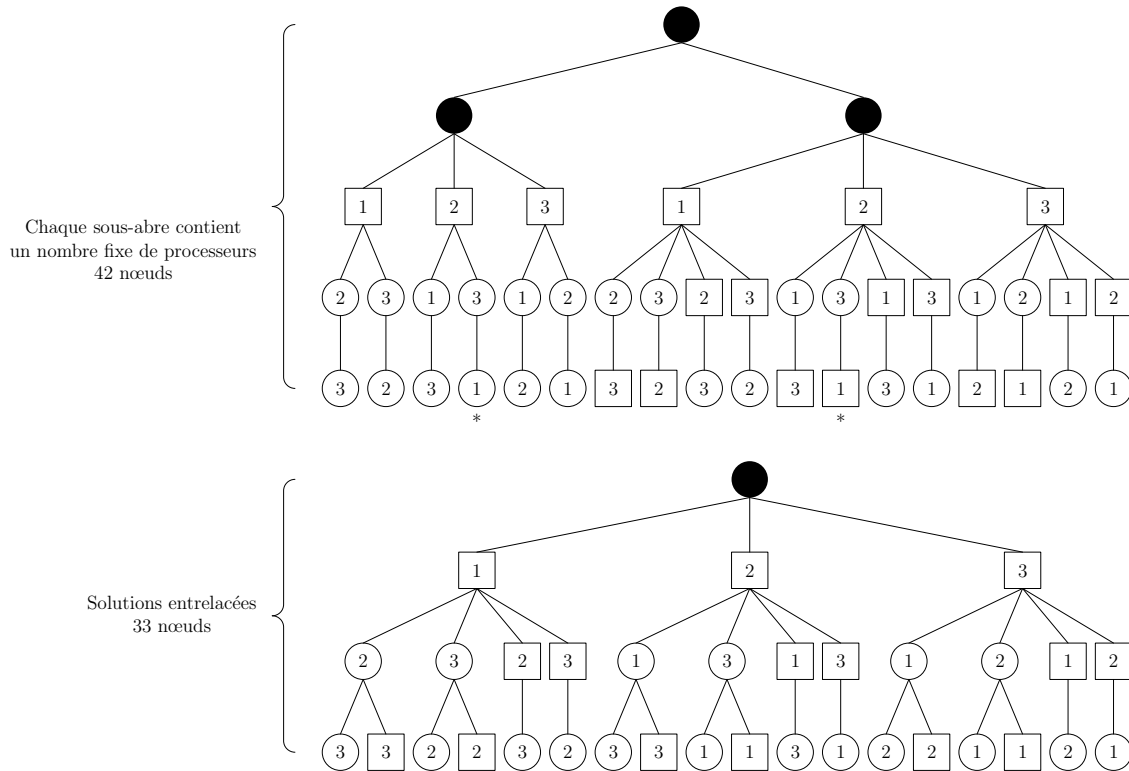 1 2 3 1 2 3
Chaque sous-abre contient
un nombre fixe de processeurs
42 nœuds
2 3 1 3 1 2 2 3 2 3 1 3 1 3 1 2 1 2
3 2 3 1 2 1 3 2 3 2 3 1 3 1 2 1 2 1
* *
1 2 3
Solutions entrelacées
33 nœuds
2 3 2 3 1 3 1 3 1 2 1 2
3 3 2 2 3 2 3 3 1 1 3 1 2 2 1 1 2 1